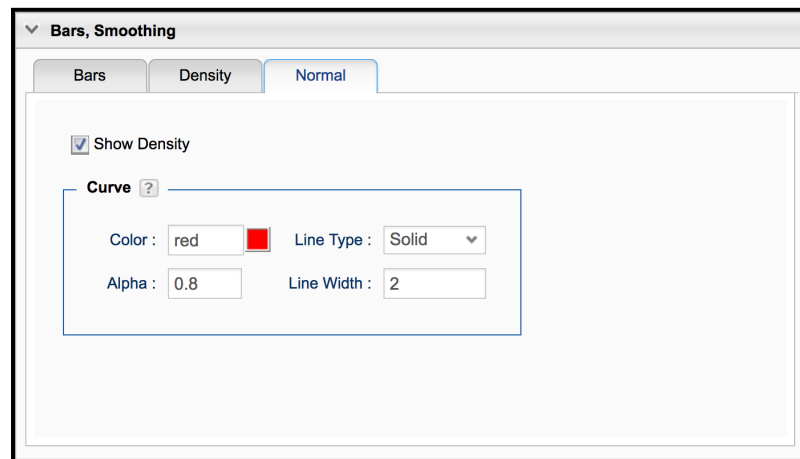 Bars, Smoothing
Bars Density Normal
Show Density
Curve ?
Color : red Line Type : Solid
Alpha : 0.8 Line Width : 2